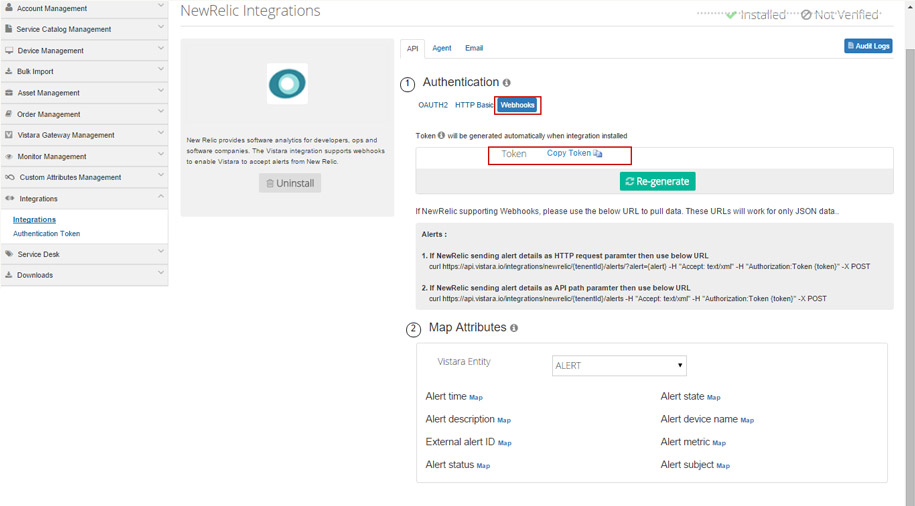 Account Management
Service Catalog Management
Device Management
Bulk Import
Asset Management
Order Management
Vistara Gateway Management
Monitor Management
Custom Attributes Management
Integrations
Integrations
Authentication Token
Service Desk
Downloads
NewRelic Integrations
Installed Not Verified
New Relic provides software analytics for developers, ops and
software companies. The Vistara integration supports webhooks
to enable Vistara to accept alerts from New Relic.
Uninstall
API Agent Email
Audit Logs
1 Authentication
OAUTH2 HTTP Basic Webhooks
Token will be generated automatically when integration installed
Token Copy Token
Re-generate
If NewRelic supporting Webhooks, please use the below URL to pull data. These URLs will work for only JSON data..
Alerts :
1. If NewRelic sending alert details as HTTP request paramter then use below URL
curl https://api.vistara.io/integrations/newrelic/{tenentId}/alerts/?alert={alert} -H "Accept: text/xml" -H "Authorization:Token {token}" -X POST
2. If NewRelic sending alert details as API path paramter then use below URL
curl https://api.vistara.io/integrations/newrelic/{tenentId}/alerts -H "Accept: text/xml" -H "Authorization:Token {token}" -X POST
2 Map Attributes
Vistara Entity ALERT
Alert time Map Alert state Map
Alert description Map Alert device name Map
External alert ID Map Alert metric Map
Alert status Map Alert subject Map